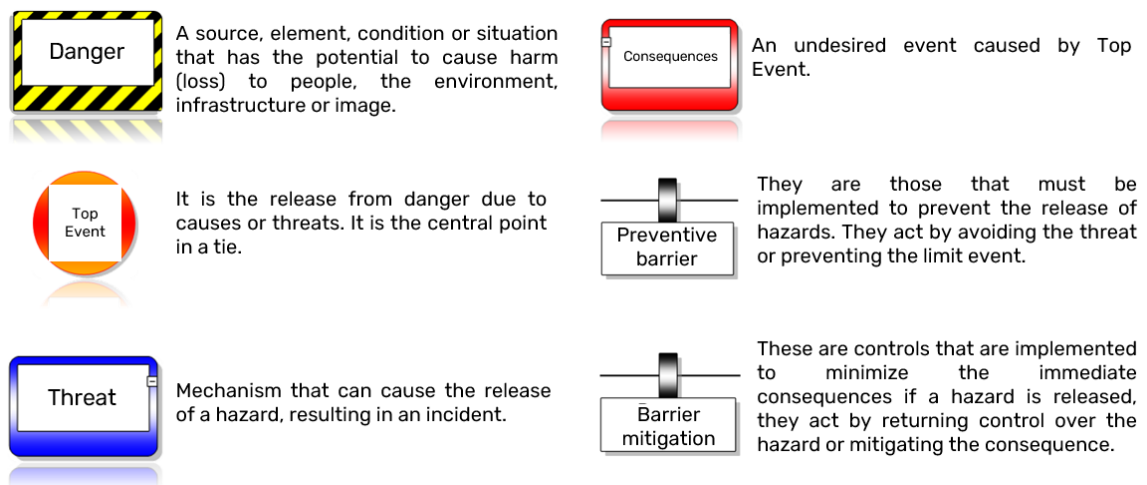 Danger
A source, element, condition or situation
that has the potential to cause harm
(loss) to people, the environment,
infrastructure or image.
Consequences
An undesired event caused by Top
Event.
Top
Event
It is the release from danger due to
causes or threats. It is the central point
in a tie.
Preventive
barrier
They are those that must be
implemented to prevent the release of
hazards. They act by avoiding the threat
or preventing the limit event.
Threat
Mechanism that can cause the release
of a hazard, resulting in an incident.
Barrier
mitigation
These are controls that are implemented
to minimize the immediate
consequences if a hazard is released,
they act by returning control over the
hazard or mitigating the consequence.